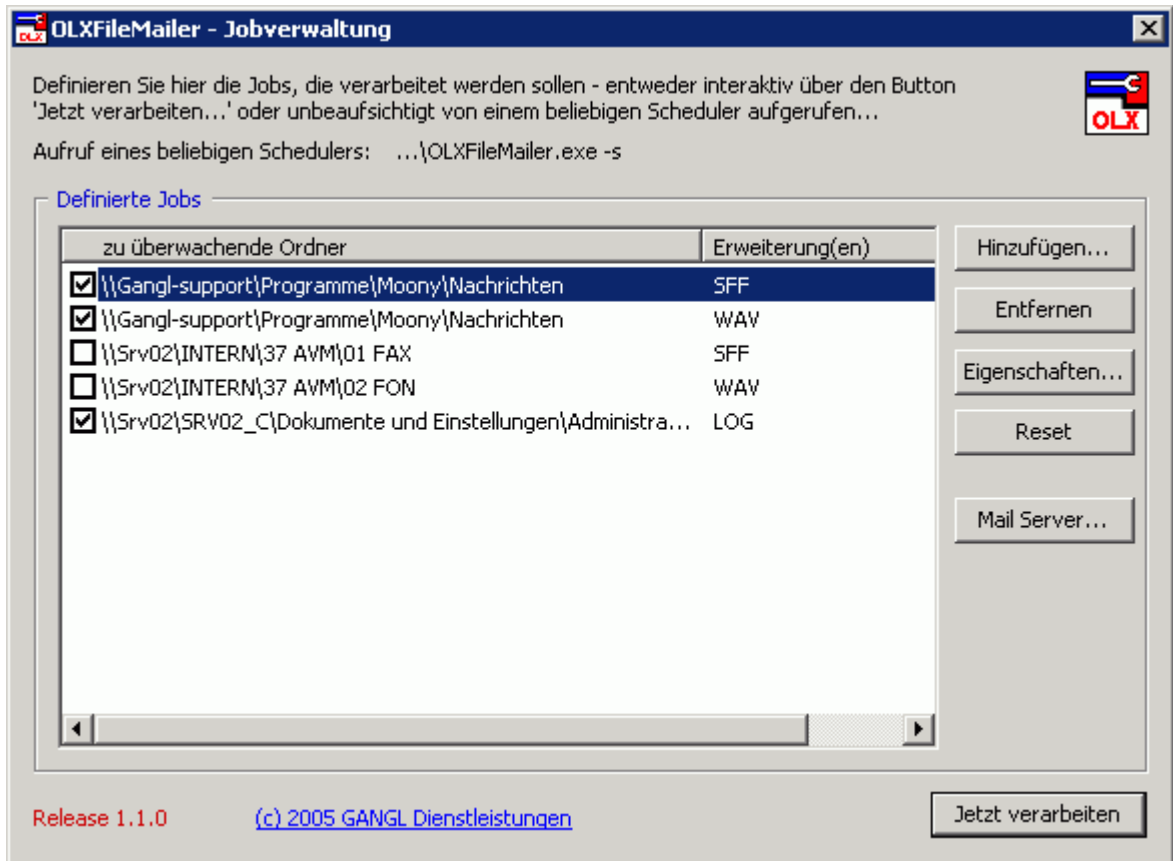 OLXFileMailer - Jobverwaltung
Definieren Sie hier die Jobs, die verarbeitet werden sollen - entweder interaktiv über den Button
'Jetzt verarbeiten...' oder unbeaufsichtigt von einem beliebigen Scheduler aufgerufen...
OLX
Aufruf eines beliebigen Schedulers: ...\OLXFileMailer.exe -s
Definierte Jobs
zu überwachende Ordner Erweiterung(en) Hinzufügen...
\\Gangl-support\Programme\Moony\Nachrichten SFF
\\Gangl-support\Programme\Moony\Nachrichten WAV Entfernen
\\Srv02\INTERN\37 AVM\01 FAX SFF
\\Srv02\INTERN\37 AVM\02 FON WAV Eigenschaften...
\\Srv02\SRV02_C\Dokumente und Einstellungen\Administra... LOG
Reset
Mail Server...
Release 1.1.0 (c) 2005 GANGL Dienstleistungen Jetzt verarbeiten